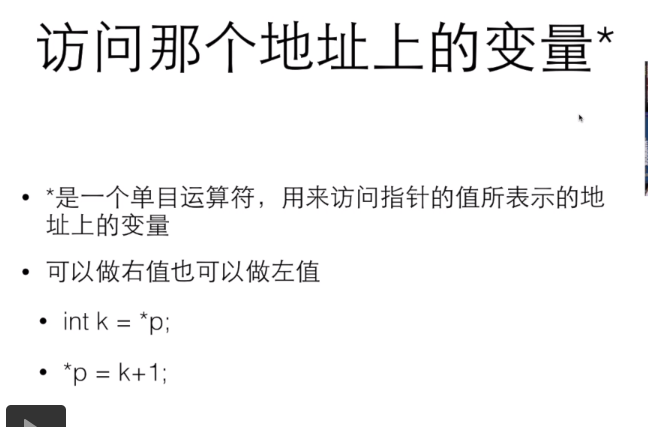 访问那个地址上的变量*
• *是一个单目运算符，用来访问指针的值所表示的地
址上的变量
• 可以做右值也可以做左值
• int k = *p;
• *p = k+1;